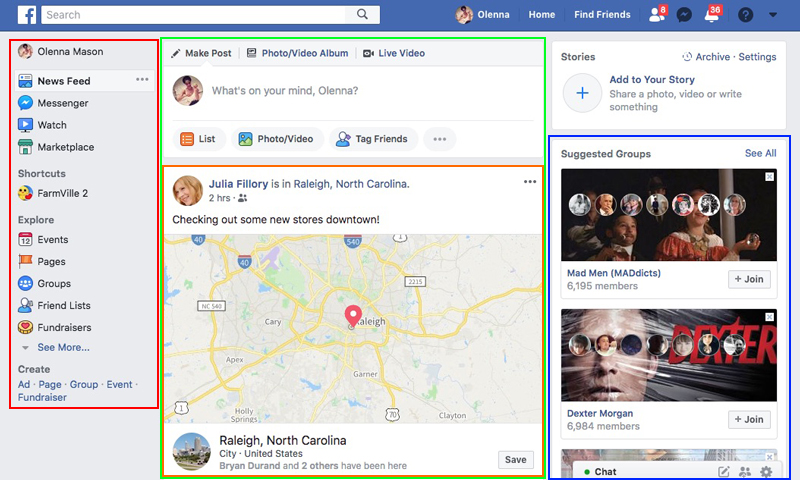 f
Search
Olenna
Home
Find Friends
8
36
?
Olenna Mason
News Feed
Messenger
Watch
Marketplace
Shortcuts
FarmVille 2
Explore
12 Events
Pages
Groups
Friend Lists
Fundraisers
See More...
Create
Ad · Page · Group · Event ·
Fundraiser
Make Post
Photo/Video Album
Live Video
What's on your mind, Olenna?
List
Photo/Video
Tag Friends
Julia Fillory is in Raleigh, North Carolina.
2 hrs ·
Checking out some new stores downtown!
40
540
1
40
2215
NC 540
Cary
Raleigh
Apex
Garner
Holly
Springs
Clayton
1
70
Raleigh, North Carolina
City · United States
Bryan Durand and 2 others have been here
Save
Stories
Archive · Settings
Add to Your Story
Share a photo, video or write
something
Suggested Groups
See All
Mad Men (MADdicts)
6,195 members
+ Join
DEXTER
Dexter Morgan
6,984 members
+ Join
Chat